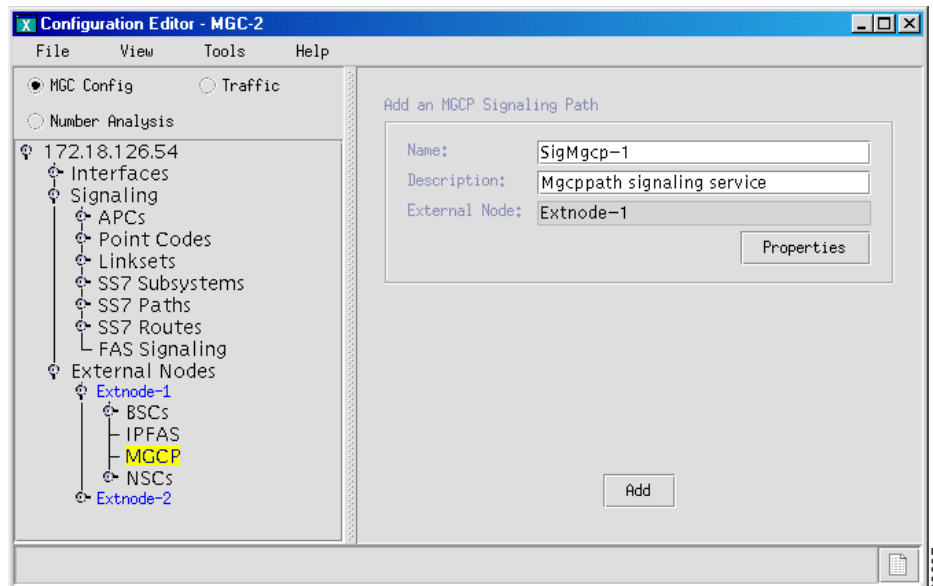 Configuration Editor - MGC-2
File View Tools Help
MGC Config Traffic
Number Analysis
172.18.126.54
Interfaces
Signaling
APCs
Point Codes
Linksets
SS7 Subsystems
SS7 Paths
SS7 Routes
FAS Signaling
External Nodes
Extnode-1
BSCs
IPFAS
MGCP
NSCs
Extnode-2
Add an MGCP Signaling Path
Name: SigMgcp-1
Description: Mgcppath signaling service
External Node: Extnode-1
Properties
Add